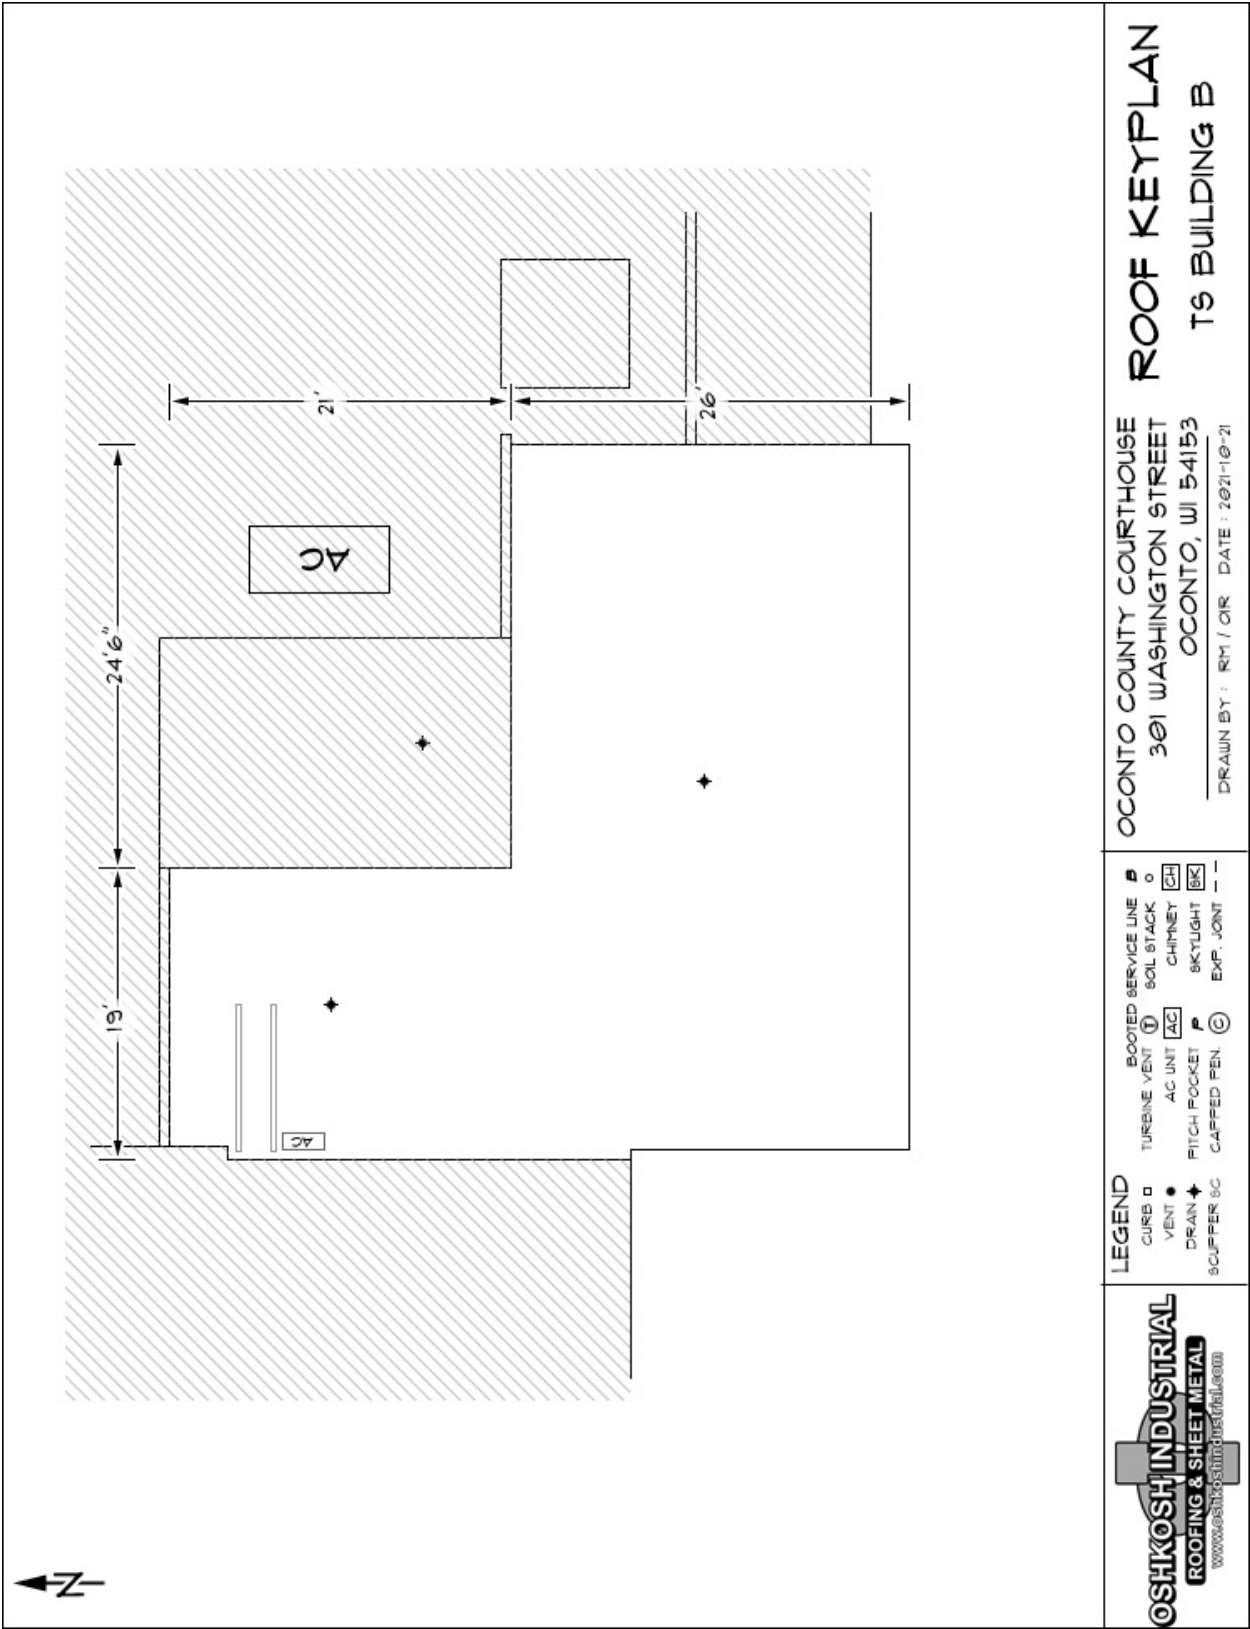 ROOF KEYPLAN
TS BUILDING B
OCONTO COUNTY COURTHOUSE
301 WASHINGTON STREET
OCONTO, WI 54153
DRAWN BY : RM / OIR DATE : 2021-10-21
21'
26'
24'6"
19'
AC
AC
N
LEGEND
CURB
VENT
DRAIN
SCUPPER SC
TURBINE VENT T
AC UNIT AC
PITCH POCKET P
CAPPED PEN. C
BOOTED SERVICE LINE B
SOIL STACK
CHIMNEY CH
SKYLIGHT SK
EXP. JOINT
OSHKOSH INDUSTRIAL
ROOFING & SHEET METAL
www.oshkoshindustrial.com